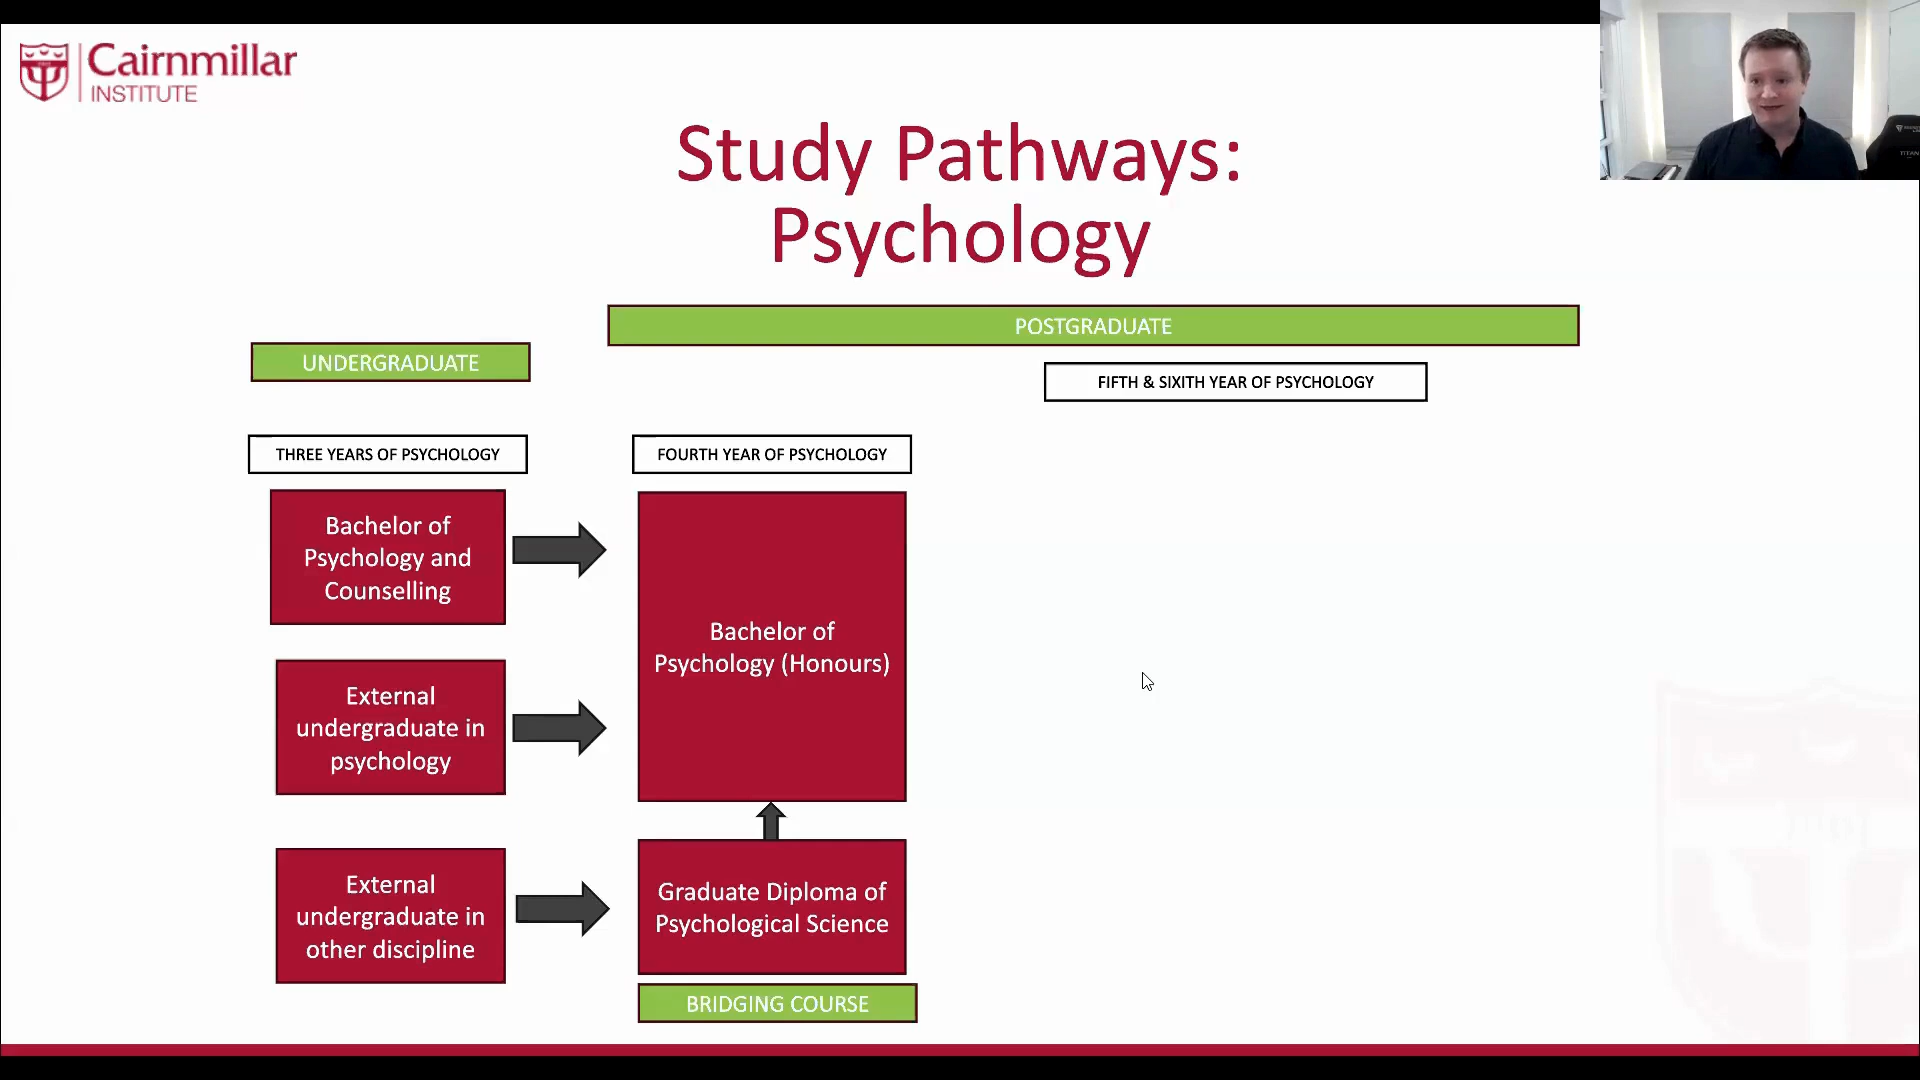 Cairnmillar
INSTITUTE
Study Pathways:
Psychology
POSTGRADUATE
UNDERGRADUATE
FIFTH & SIXITH YEAR OF PSYCHOLOGY
THREE YEARS OF PSYCHOLOGY
FOURTH YEAR OF PSYCHOLOGY
Bachelor of
Psychology and
Counselling
Bachelor of
Psychology (Honours)
External
undergraduate in
psychology
External
undergraduate in
other discipline
Graduate Diploma of
Psychological Science
BRIDGING COURSE